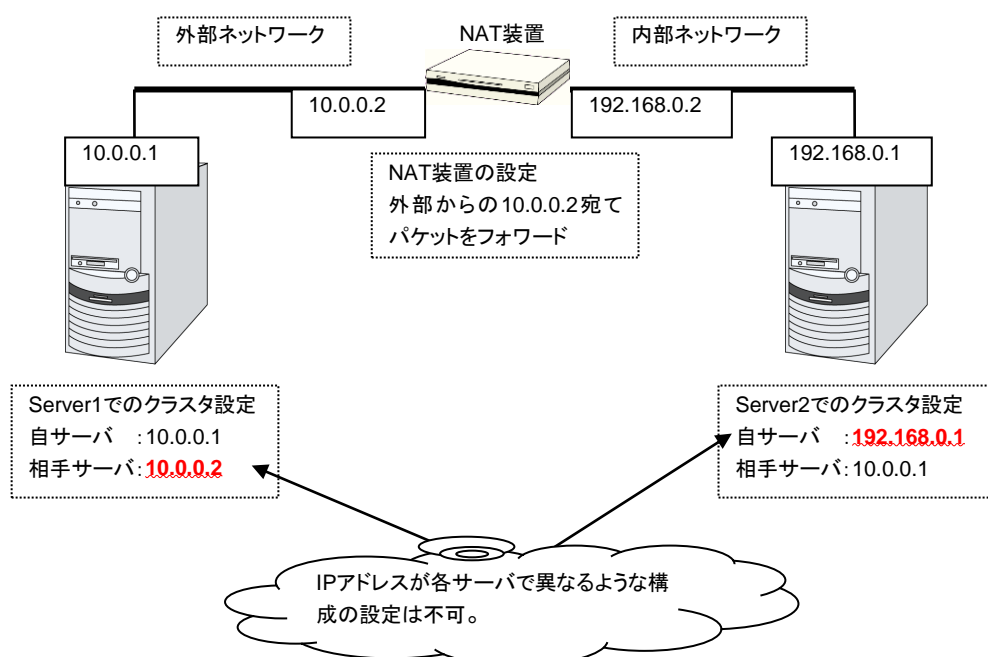 外部ネットワーク
NAT装置
内部ネットワーク
10.0.0.2
192.168.0.2
10.0.0.1
192.168.0.1
NAT装置の設定
外部からの10.0.0.2宛て
パケットをフォワード
Server1でのクラスタ設定
自サーバ :10.0.0.1
相手サーバ:10.0.0.2
Server2でのクラスタ設定
自サーバ :192.168.0.1
相手サーバ:10.0.0.1
IPアドレスが各サーバで異なるような構
成の設定は不可。